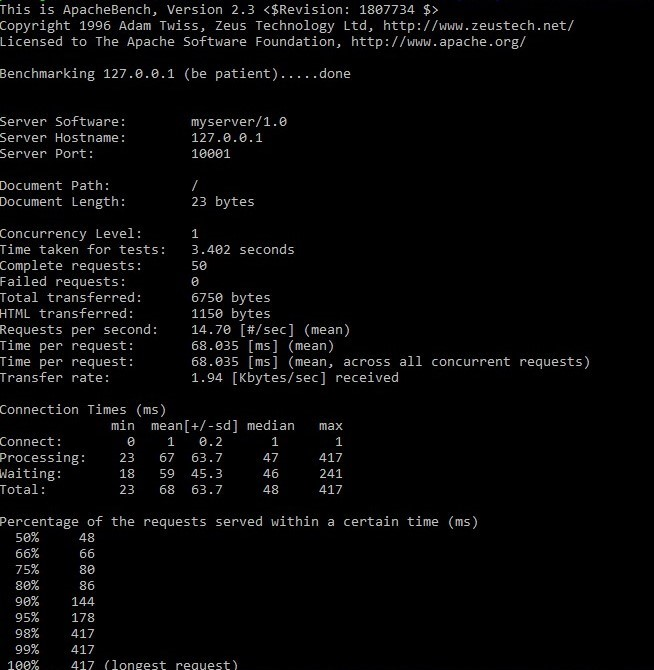 This is ApacheBench, Version 2.3 <$Revision: 1807734 $>
Copyright 1996 Adam Twiss, Zeus Technology Ltd, http://www.zeustech.net/
Licensed to The Apache Software Foundation, http://www.apache.org/
Benchmarking 127.0.0.1 (be patient).....done
Server Software: myserver/1.0
Server Hostname: 127.0.0.1
Server Port: 10001
Document Path: /
Document Length: 23 bytes
Concurrency Level: 1
Time taken for tests: 3.402 seconds
Complete requests: 50
Failed requests: 0
Total transferred: 6750 bytes
HTML transferred: 1150 bytes
Requests per second: 14.70 [#/sec] (mean)
Time per request: 68.035 [ms] (mean)
Time per request: 68.035 [ms] (mean, across all concurrent requests)
Transfer rate: 1.94 [Kbytes/sec] received
Connection Times (ms)
min mean[+/-sd] median max
Connect: 0 1 0.2 1 1
Processing: 23 67 63.7 47 417
Waiting: 18 59 45.3 46 241
Total: 23 68 63.7 48 417
Percentage of the requests served within a certain time (ms)
50% 48
66% 66
75% 80
80% 86
90% 144
95% 178
98% 417
99% 417
100% 417 (longest request)